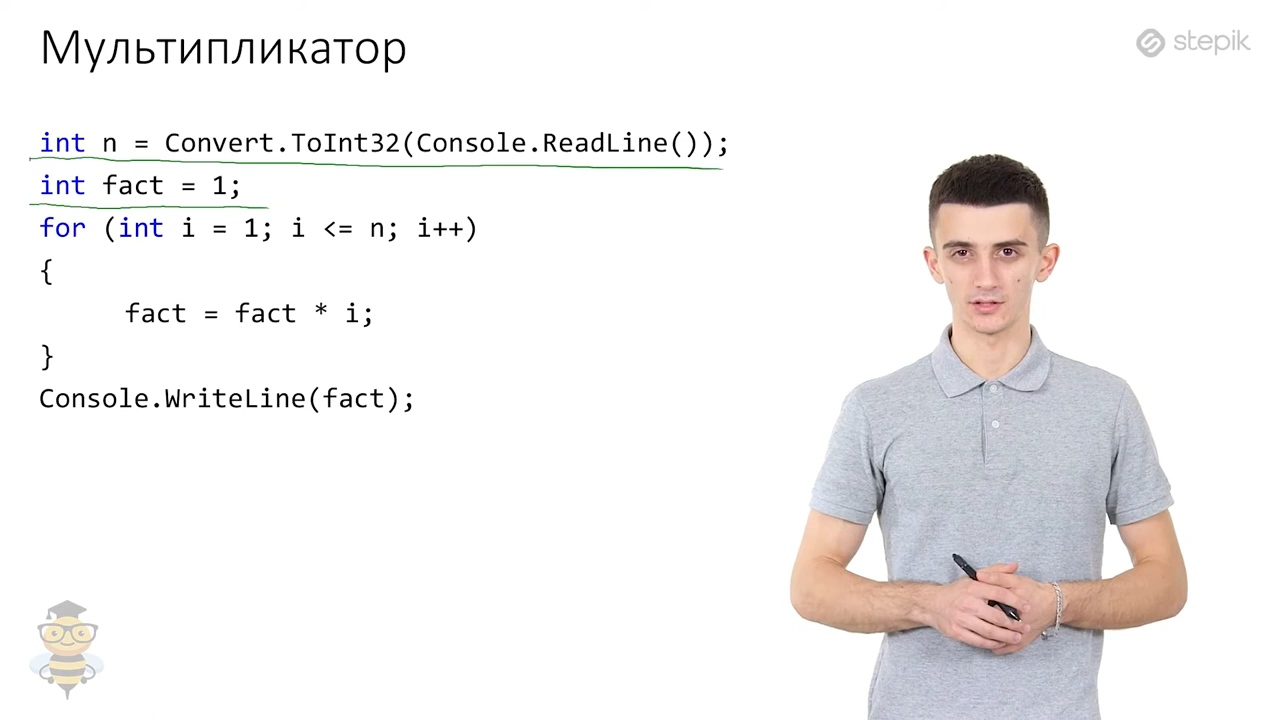 Мультипликатор
stepik
int n = Convert.ToInt32(Console.ReadLine());
int fact = 1;
for (int i = 1; i <= n; i++)
{
fact = fact * i;
}
Console.WriteLine(fact);